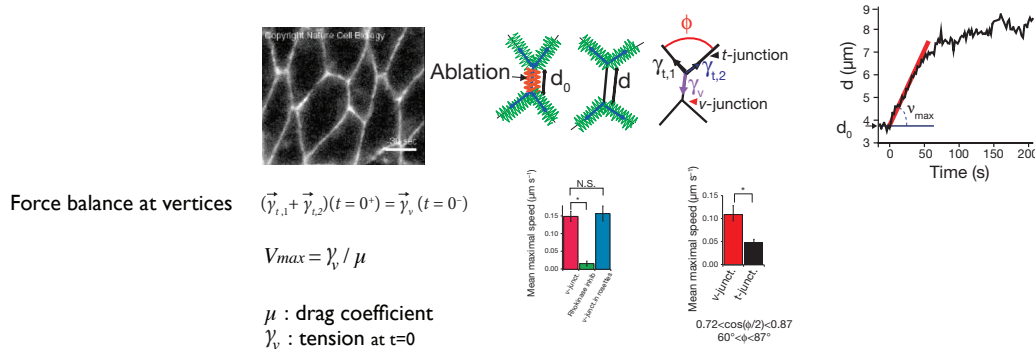 Copyright Nature Cell Biology
Ablation
d₀
d
ϕ
t-junction
γt,1
γt,2
γv
v-junction
d (μm)
9
8
7
6
5
4
3
d₀
νmax
0 50 100 150 200
Time (s)
Force balance at vertices
(γ⃗t,1 + γ⃗t,2)(t = 0⁺) = γ⃗v (t = 0⁻)
Vmax = γv / μ
μ : drag coefficient
γv : tension at t=0
Mean maximal speed (μm s⁻¹)
0.15
0.10
0.05
0.00
N.S.
*
v-junct.
Rhokinase inhib
v-junct.in rosettes
Mean maximal speed (μm s⁻¹)
0.15
0.10
0.05
0.00
*
v-junct.
t-junct.
0.72<cos(ϕ/2)<0.87
60°<ϕ<87°